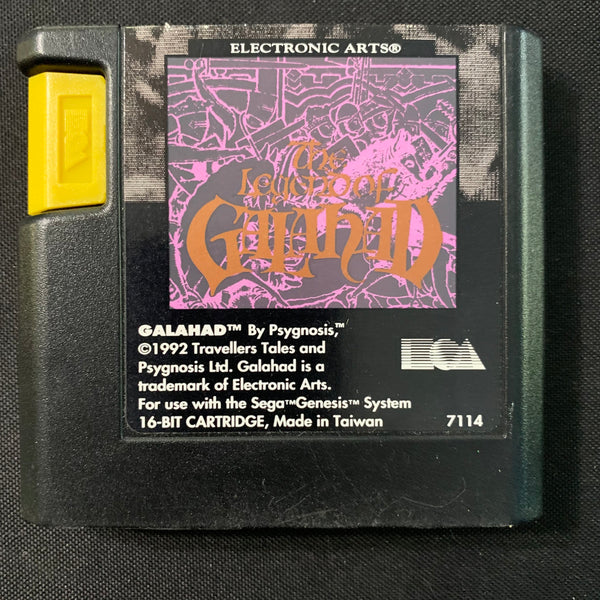 ELECTRONIC ARTS®
The
Legend of
GALAHAD
GALAHAD™ By Psygnosis,™
©1992 Travellers Tales and
Psygnosis Ltd. Galahad is a
trademark of Electronic Arts.
For use with the Sega™Genesis™ System
16-BIT CARTRIDGE, Made in Taiwan 7114